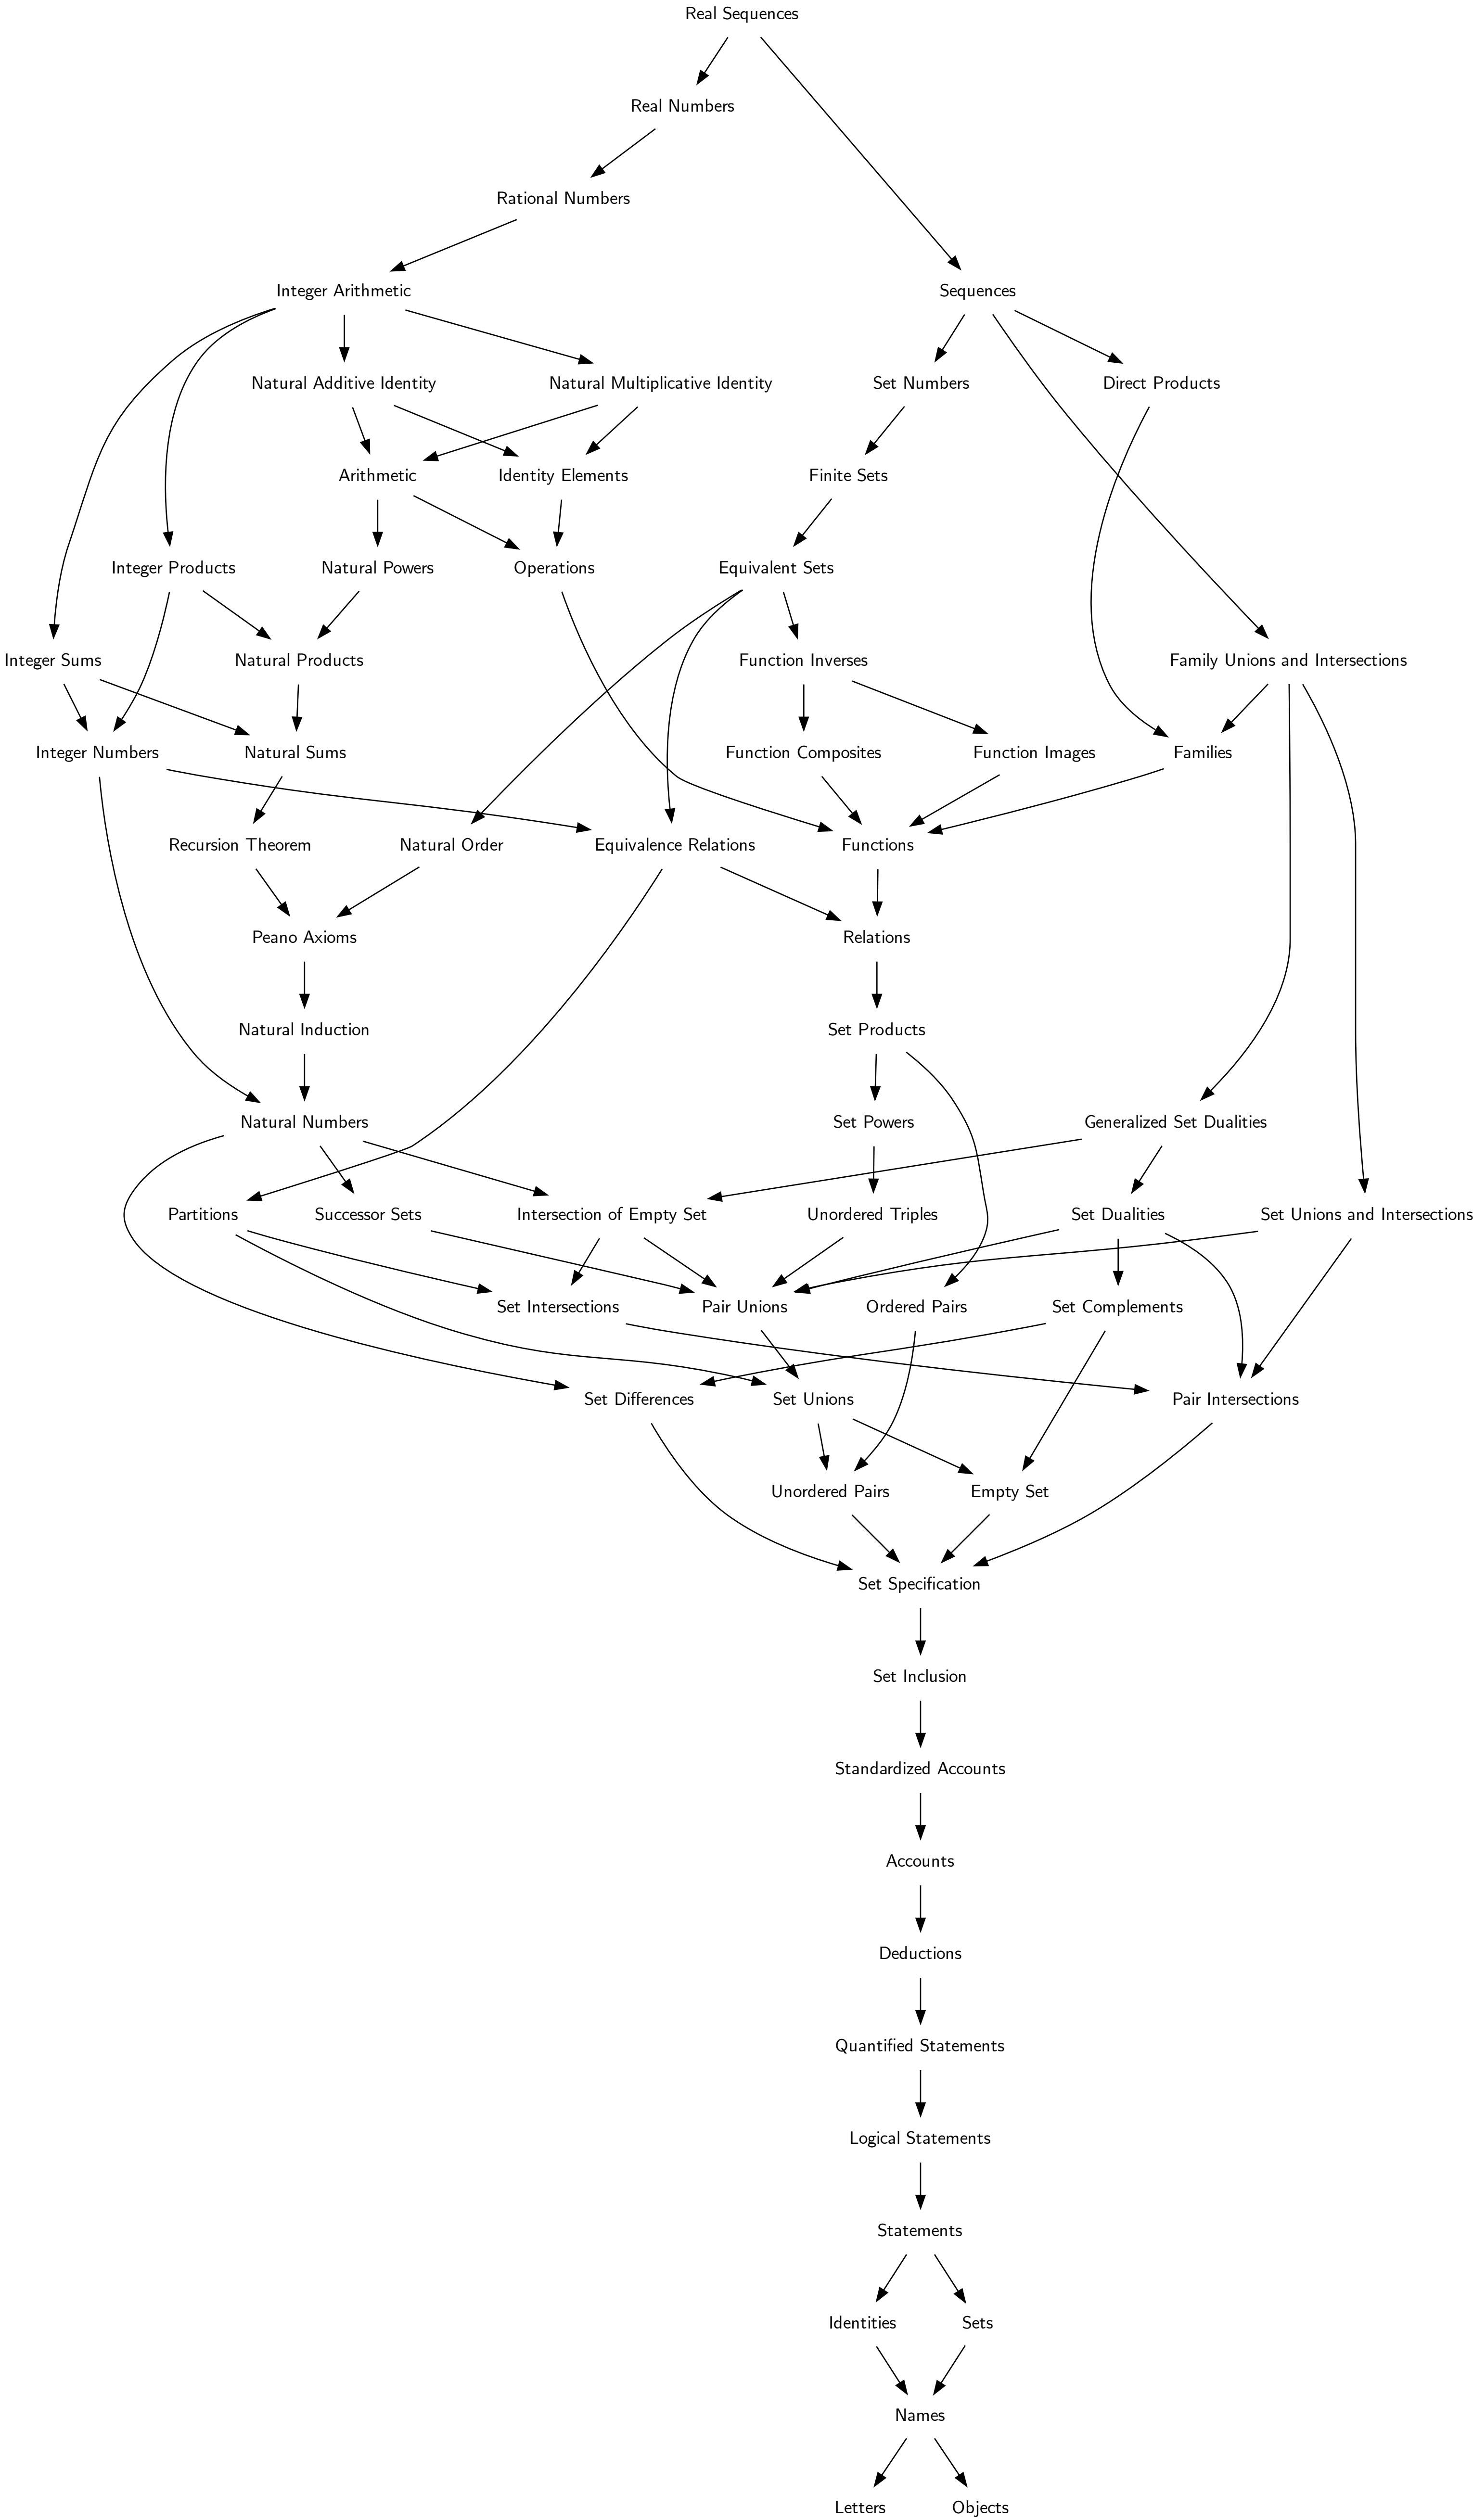 Real Sequences
Real Numbers
Rational Numbers
Integer Arithmetic
Sequences
Natural Additive Identity
Natural Multiplicative Identity
Set Numbers
Direct Products
Arithmetic
Identity Elements
Finite Sets
Integer Products
Natural Powers
Operations
Equivalent Sets
Integer Sums
Natural Products
Function Inverses
Family Unions and Intersections
Integer Numbers
Natural Sums
Function Composites
Function Images
Families
Recursion Theorem
Natural Order
Equivalence Relations
Functions
Peano Axioms
Relations
Natural Induction
Set Products
Natural Numbers
Set Powers
Generalized Set Dualities
Partitions
Successor Sets
Intersection of Empty Set
Unordered Triples
Set Dualities
Set Unions and Intersections
Set Intersections
Pair Unions
Ordered Pairs
Set Complements
Set Differences
Set Unions
Pair Intersections
Unordered Pairs
Empty Set
Set Specification
Set Inclusion
Standardized Accounts
Accounts
Deductions
Quantified Statements
Logical Statements
Statements
Identities
Sets
Names
Letters
Objects